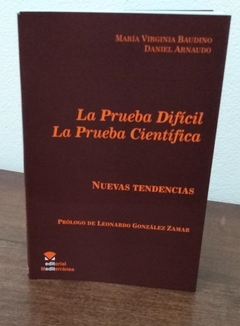 MARÍA VIRGINIA BAUDINO
DANIEL ARNAUDO
La Prueba Difícil
La Prueba Científica
NUEVAS TENDENCIAS
PRÓLOGO DE LEONARDO GONZÁLEZ ZAMAR
editorial
mediterránea